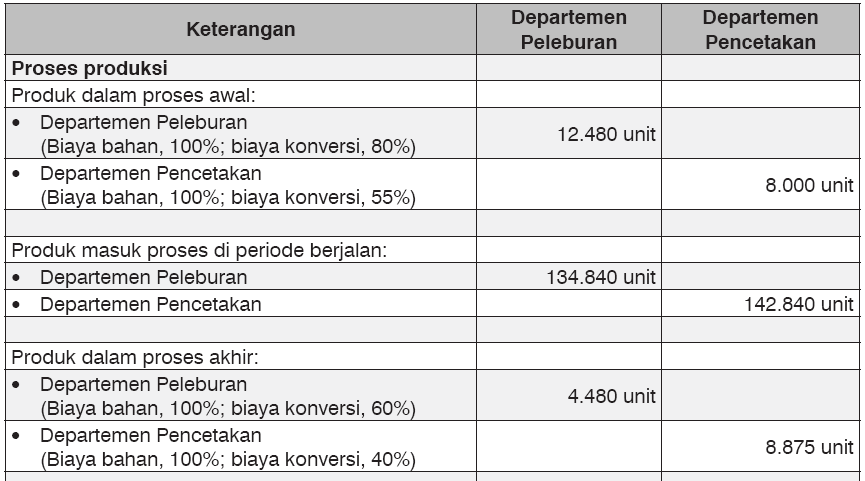 Keterangan
Departemen
Peleburan
Departemen
Pencetakan
Proses produksi
Produk dalam proses awal:
• Departemen Peleburan
(Biaya bahan, 100%; biaya konversi, 80%)
12.480 unit
• Departemen Pencetakan
(Biaya bahan, 100%; biaya konversi, 55%)
8.000 unit
Produk masuk proses di periode berjalan:
• Departemen Peleburan
134.840 unit
• Departemen Pencetakan
142.840 unit
Produk dalam proses akhir:
• Departemen Peleburan
(Biaya bahan, 100%; biaya konversi, 60%)
4.480 unit
• Departemen Pencetakan
(Biaya bahan, 100%; biaya konversi, 40%)
8.875 unit